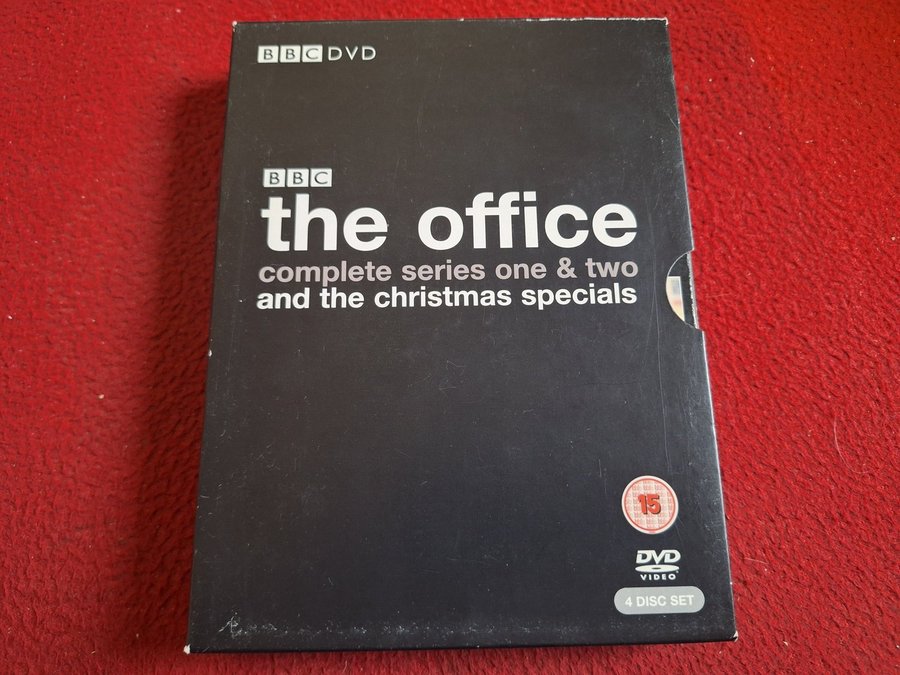 BBC DVD
BBC
the office
complete series one & two
and the christmas specials
15
DVD
VIDEO
4 DISC SET